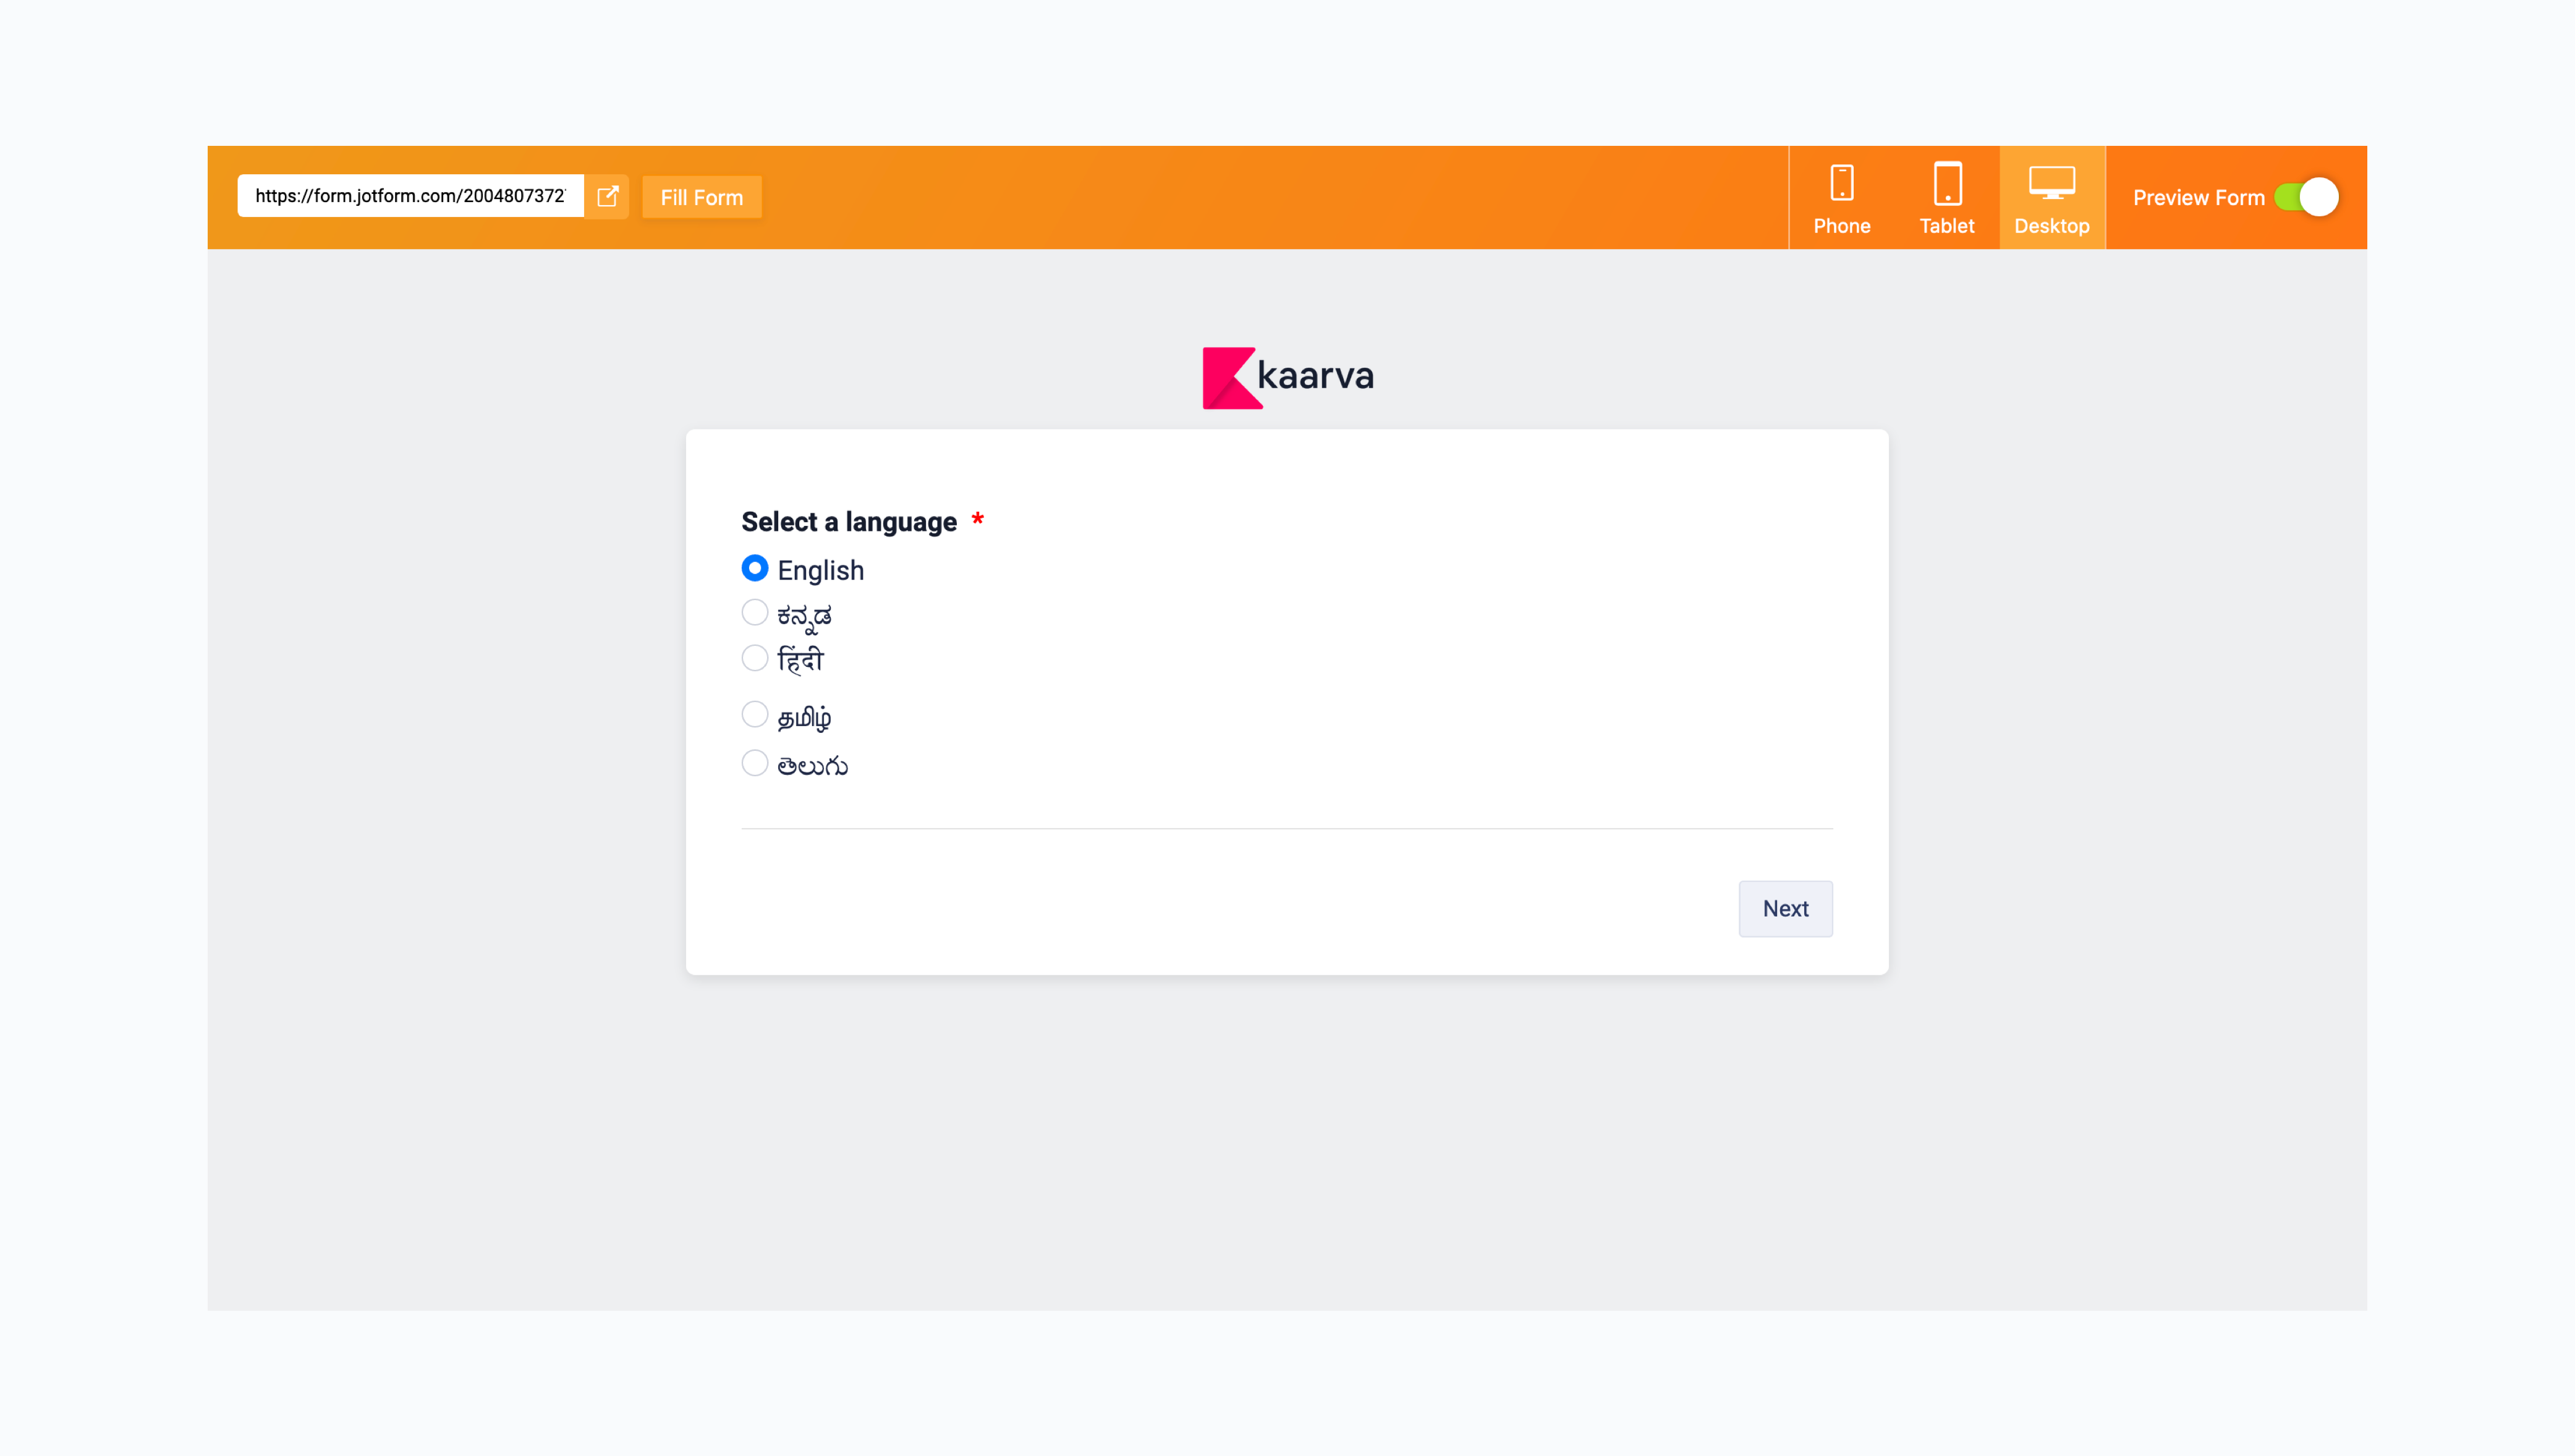 https://form.jotform.com/2004807372
Fill Form
Phone
Tablet
Desktop
Preview Form
kaarva
Select a language *
English
ಕನ್ನಡ
हिंदी
தமிழ்
తెలుగు
Next